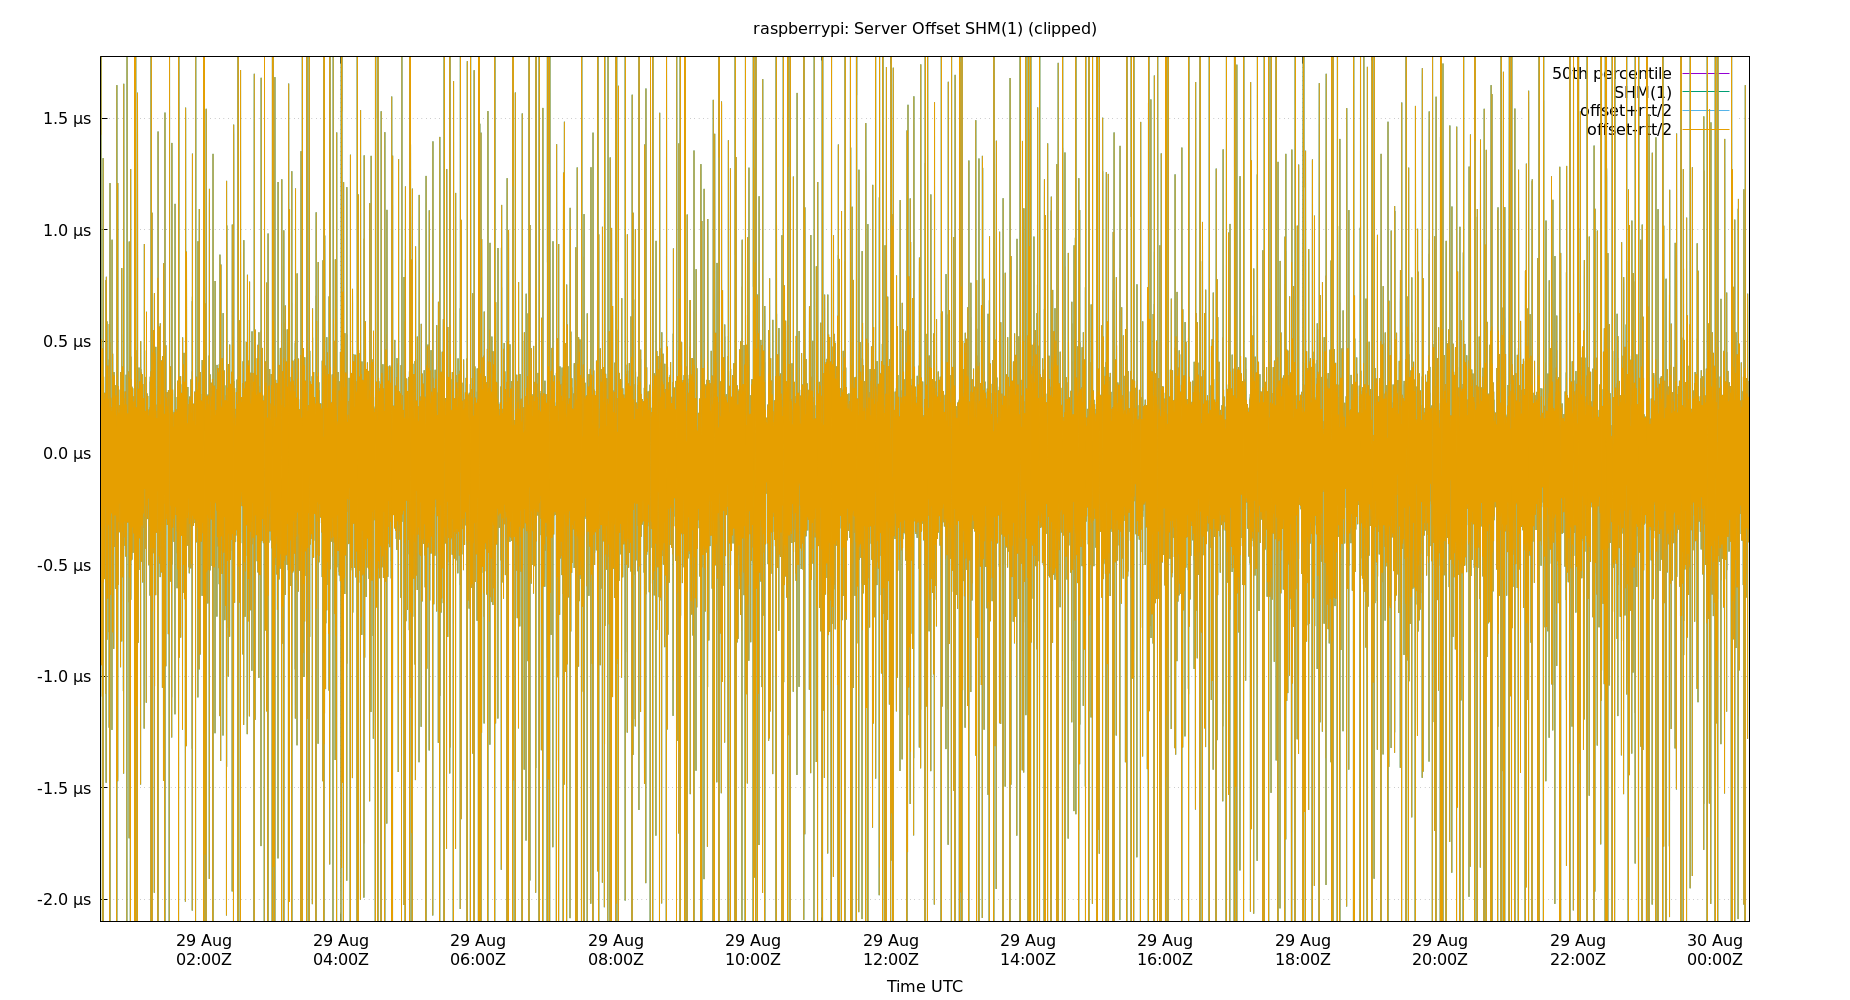 raspberrypi: Server Offset SHM(1) (clipped)
50th percentile
SHM(1)
offset+rtt/2
offset-rtt/2
1.5 µs
1.0 µs
0.5 µs
0.0 µs
-0.5 µs
-1.0 µs
-1.5 µs
-2.0 µs
29 Aug 29 Aug 29 Aug 29 Aug 29 Aug 29 Aug 29 Aug 29 Aug 29 Aug 29 Aug 29 Aug 30 Aug
02:00Z 04:00Z 06:00Z 08:00Z 10:00Z 12:00Z 14:00Z 16:00Z 18:00Z 20:00Z 22:00Z 00:00Z
Time UTC